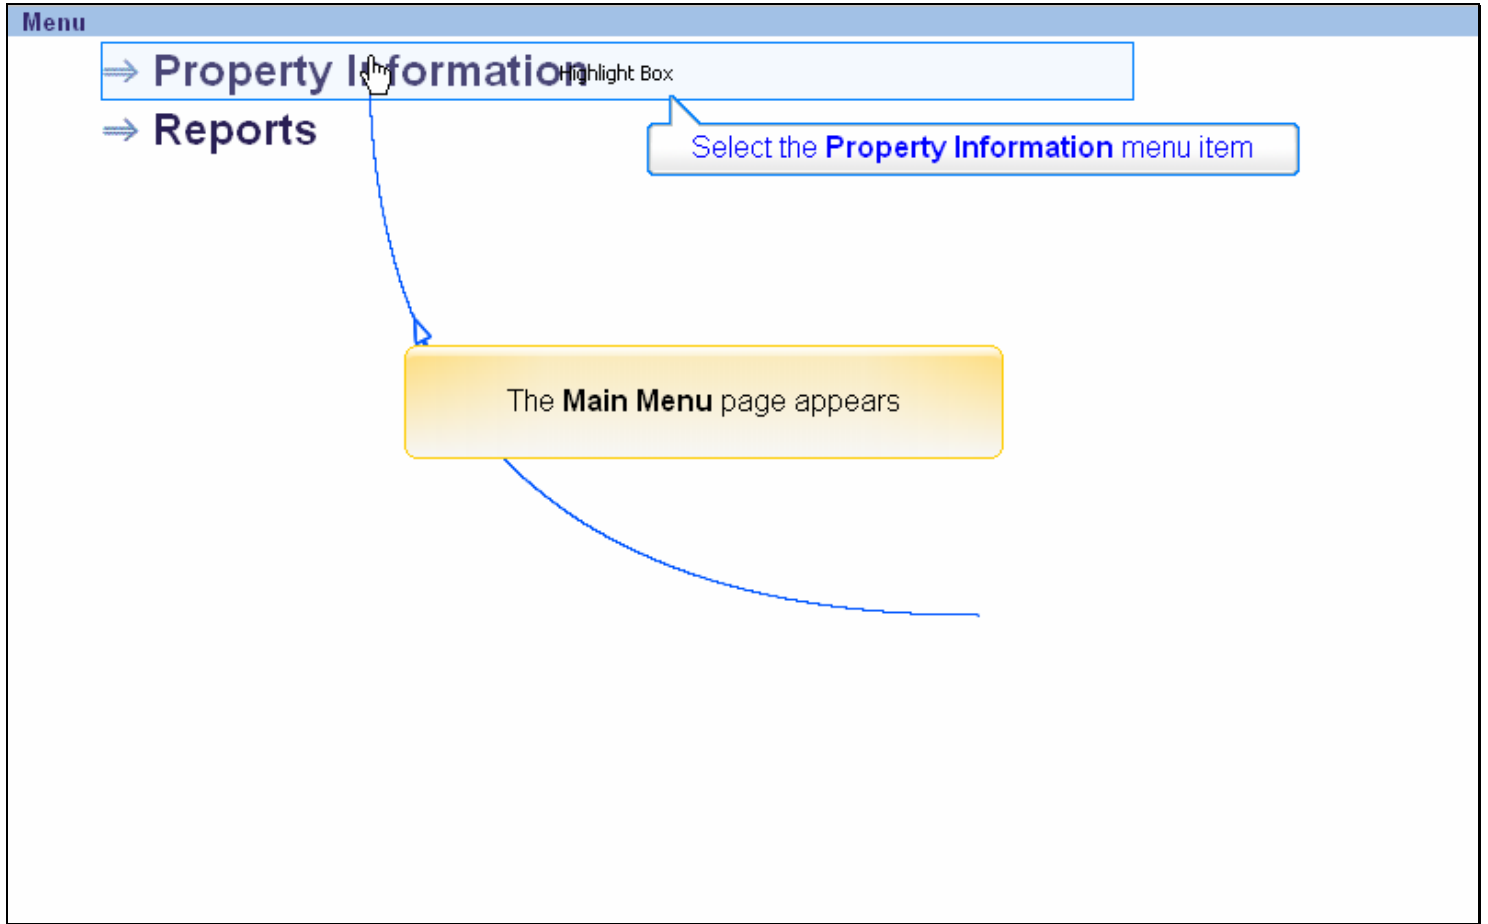 Menu
Property Information
Highlight Box
Reports
Select the Property Information menu item
The Main Menu page appears